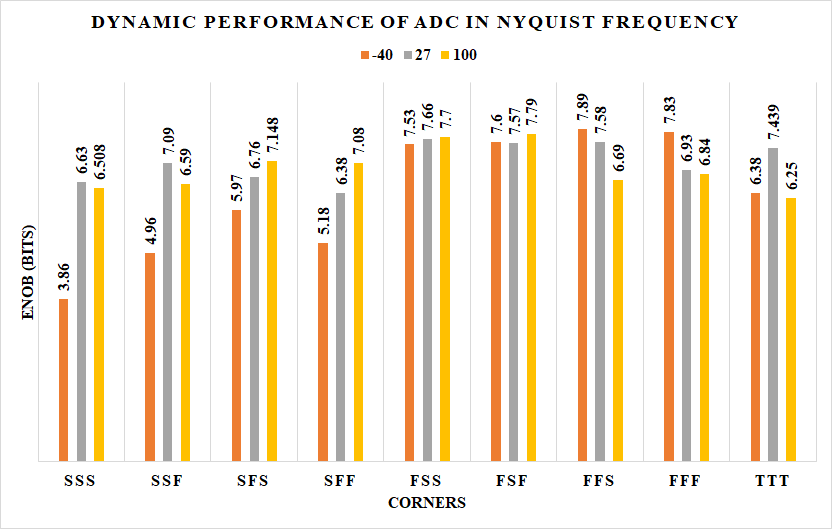 DYNAMIC PERFORMANCE OF ADC IN NYQUIST FREQUENCY
-40 27 100
ENOB (BITS)
3.86 6.63 6.508
4.96 7.09 6.59
5.97 6.76 7.148
5.18 6.38 7.08
7.53 7.66 7.7
7.6 7.57 7.79
7.89 7.58 6.69
7.83 6.93 6.84
6.38 7.439 6.25
SSS SSF SFS SFF FSS FSF FFS FFF TTT
CORNERS